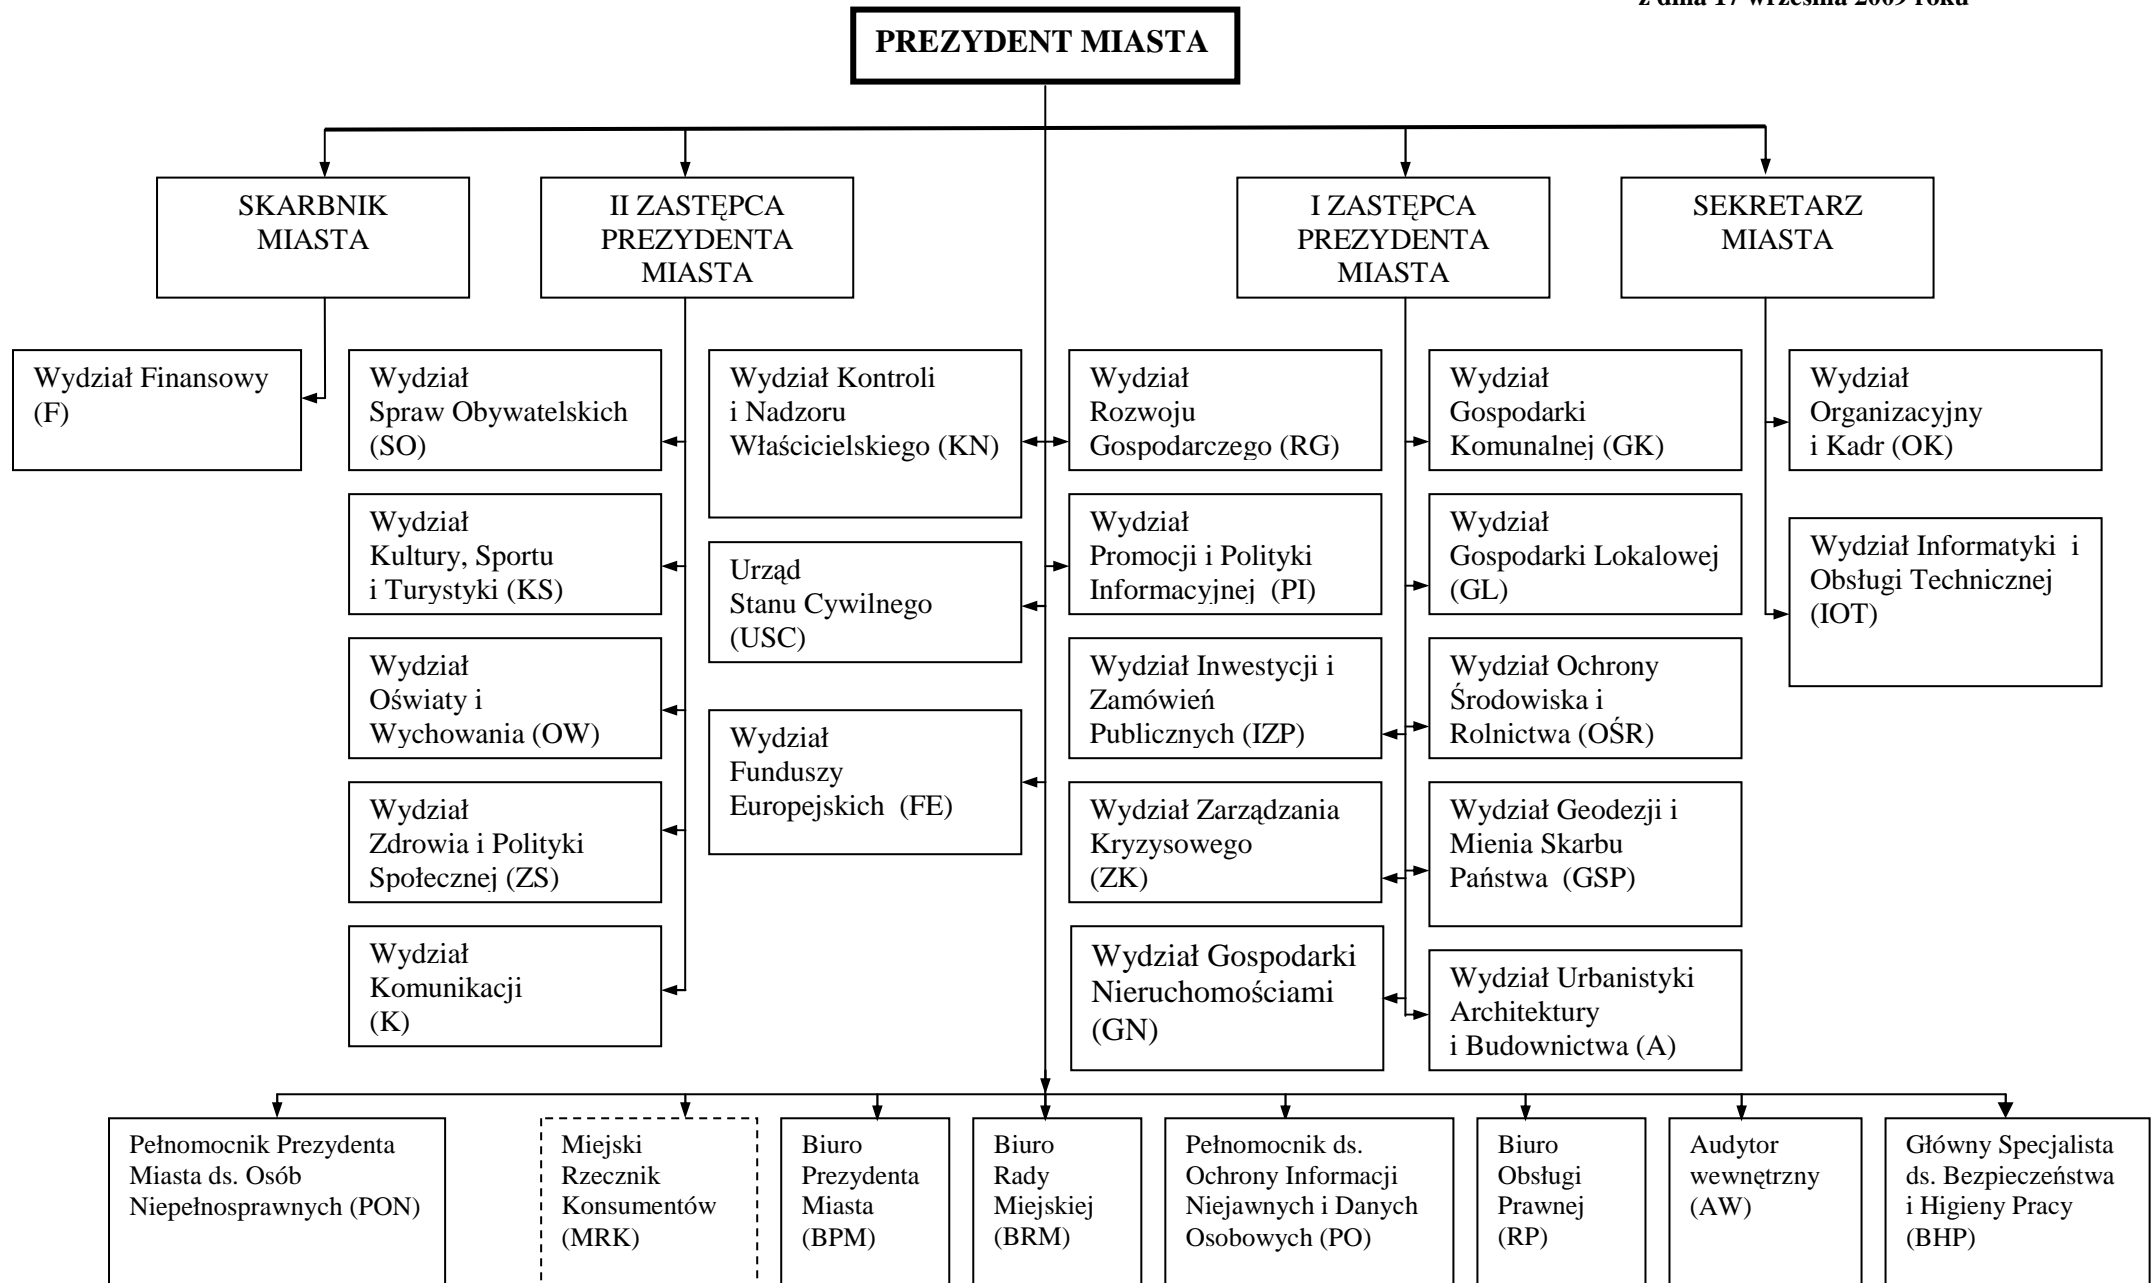 z dnia 17 września 2009 roku
PREZYDENT MIASTA
SKARBNIK
MIASTA
II ZASTĘPCA
PREZYDENTA
MIASTA
I ZASTĘPCA
PREZYDENTA
MIASTA
SEKRETARZ
MIASTA
Wydział Finansowy
(F)
Wydział
Spraw Obywatelskich
(SO)
Wydział Kontroli
i Nadzoru
Właścicielskiego (KN)
Wydział
Rozwoju
Gospodarczego (RG)
Wydział
Gospodarki
Komunalnej (GK)
Wydział
Organizacyjny
i Kadr (OK)
Wydział
Kultury, Sportu
i Turystyki (KS)
Urząd
Stanu Cywilnego
(USC)
Wydział
Promocji i Polityki
Informacyjnej (PI)
Wydział
Gospodarki Lokalowej
(GL)
Wydział Informatyki i
Obsługi Technicznej
(IOT)
Wydział
Oświaty i
Wychowania (OW)
Wydział
Funduszy
Europejskich (FE)
Wydział Inwestycji i
Zamówień
Publicznych (IZP)
Wydział Ochrony
Środowiska i
Rolnictwa (OŚR)
Wydział
Zdrowia i Polityki
Społecznej (ZS)
Wydział Zarządzania
Kryzysowego
(ZK)
Wydział Geodezji i
Mienia Skarbu
Państwa (GSP)
Wydział
Komunikacji
(K)
Wydział Gospodarki
Nieruchomościami
(GN)
Wydział Urbanistyki
Architektury
i Budownictwa (A)
Pełnomocnik Prezydenta
Miasta ds. Osób
Niepełnosprawnych (PON)
Miejski
Rzecznik
Konsumentów
(MRK)
Biuro
Prezydenta
Miasta
(BPM)
Biuro
Rady
Miejskiej
(BRM)
Pełnomocnik ds.
Ochrony Informacji
Niejawnych i Danych
Osobowych (PO)
Biuro
Obsługi
Prawnej
(RP)
Audytor
wewnętrzny
(AW)
Główny Specjalista
ds. Bezpieczeństwa
i Higieny Pracy
(BHP)